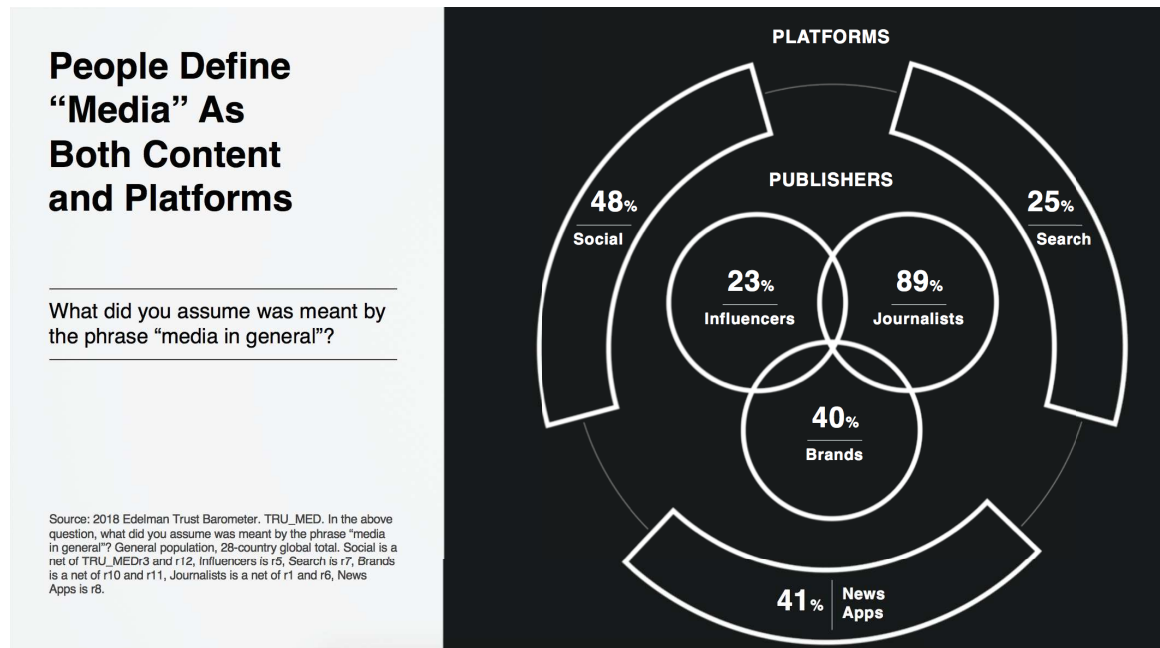 People Define
“Media” As
Both Content
and Platforms
What did you assume was meant by
the phrase “media in general”?
Source: 2018 Edelman Trust Barometer. TRU_MED. In the above
question, what did you assume was meant by the phrase “media
in general”? General population, 28-country global total. Social is a
net of TRU_MEDr3 and r12, Influencers is r5, Search is r7, Brands
is a net of r10 and r11, Journalists is a net of r1 and r6, News
Apps is r8.
PLATFORMS
PUBLISHERS
48%
Social
25%
Search
23%
Influencers
89%
Journalists
40%
Brands
41%
News
Apps